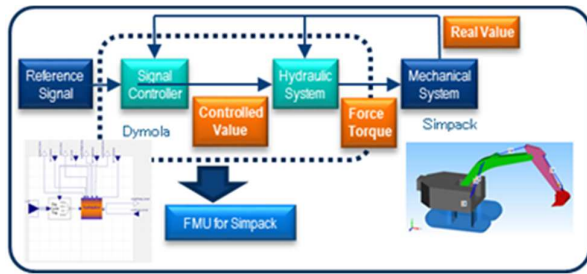 Real Value
Reference
Signal
Signal
Controller
Hydraulic
System
Mechanical
System
Dymola
Controlled
Value
Force
Torque
Simpack
FMU for Simpack